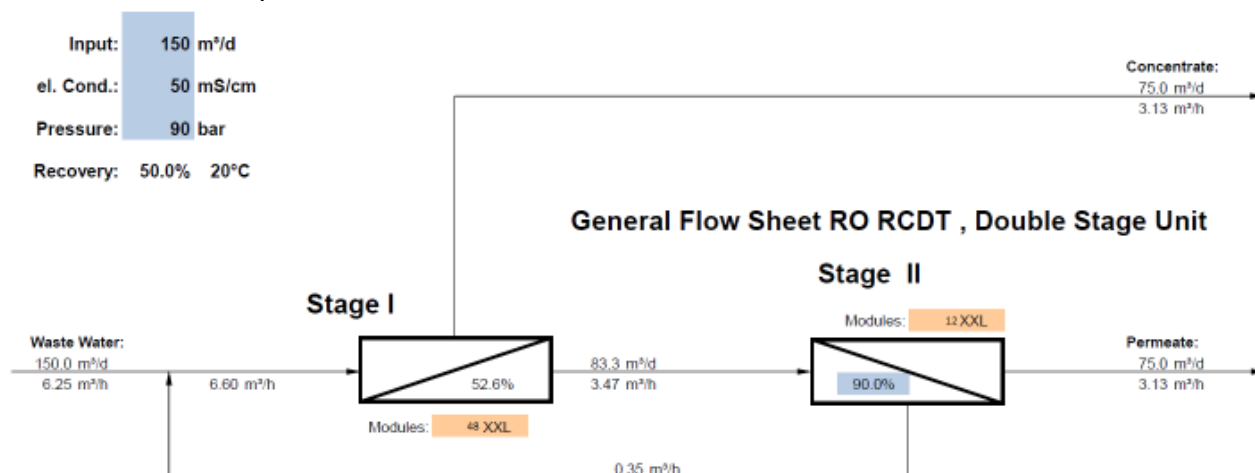 Input: 150 m³/d
el. Cond.: 50 mS/cm
Pressure: 90 bar
Recovery: 50.0% 20°C
Concentrate:
75.0 m³/d
3.13 m³/h
General Flow Sheet RO RCDT , Double Stage Unit
Stage II
Stage I
Modules: 12 XXL
Waste Water:
150.0 m³/d
6.25 m³/h
6.60 m³/h
52.6%
83.3 m³/d
3.47 m³/h
90.0%
Permeate:
75.0 m³/d
3.13 m³/h
Modules: 48 XXL
0.35 m³/h